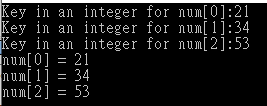 Key in an integer for num[0]:21
Key in an integer for num[1]:34
Key in an integer for num[2]:53
num[0] = 21
num[1] = 34
num[2] = 53